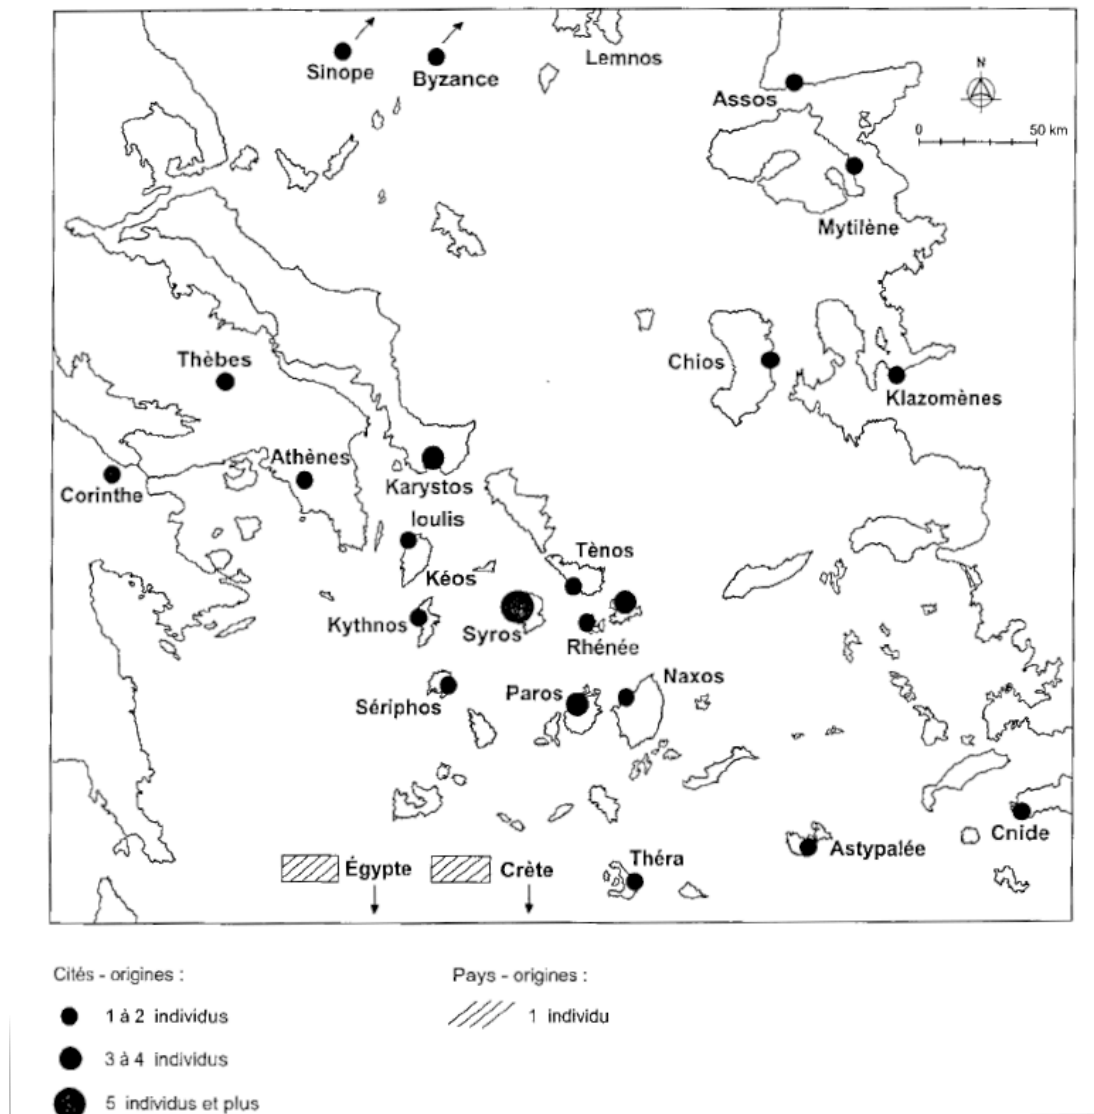 Sinope
Byzance
Lemnos
N
Assos
0 50 km
Mytilène
Thèbes
Chios
Klazomènes
Athènes
Corinthe
Karystos
Ioulis
Tènos
Kéos
Kythnos
Syros
Rhénée
Naxos
Paros
Sériphos
Cnide
Astypalée
Théra
Égypte Crète
Cités - origines : Pays - origines :
1 à 2 individus 1 individu
3 à 4 individus
5 individus et plus